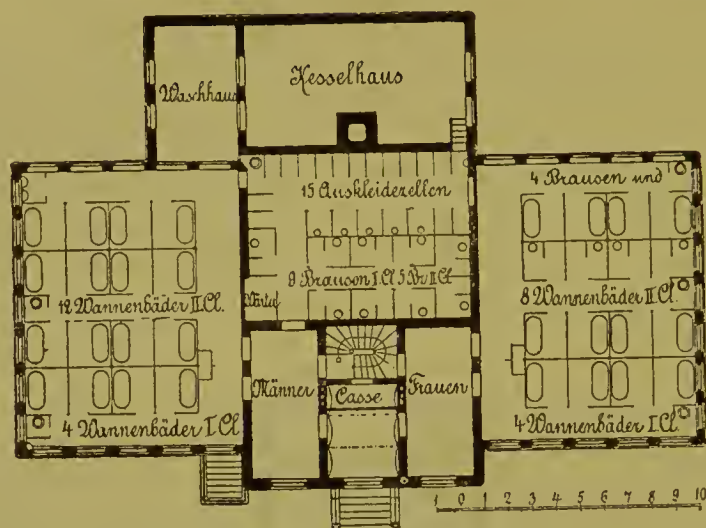 Kesselhaus
Waschhaus
15 Auskleidezellen
4 Brausen und
9 Brausen I.Cl. 5 Br. II.Cl.
12 Wannenbäder II.Cl.
8 Wannenbäder II.Cl.
Männer
Casse
Frauen
4 Wannenbäder I.Cl.
4 Wannenbäder I.Cl.
1 0 1 2 3 4 5 6 7 8 9 10